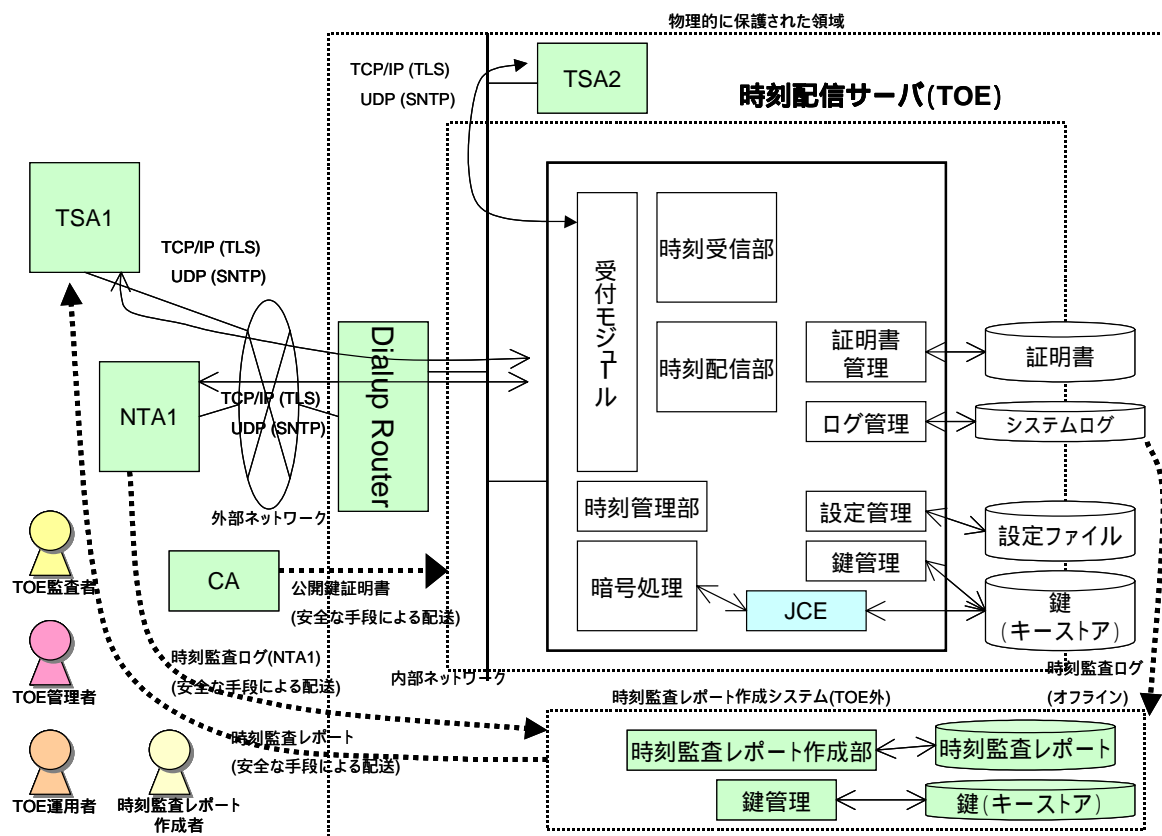 物理的に保護された領域
TCP/IP (TLS)
UDP (SNTP)
TSA2
時刻配信サーバ(TOE)
TSA1
TCP/IP (TLS)
UDP (SNTP)
受付モジュール
時刻受信部
時刻配信部
Dialup Router
NTA1
TCP/IP (TLS)
UDP (SNTP)
証明書
管理
証明書
ログ管理
システムログ
外部ネットワーク
時刻管理部
設定管理
設定ファイル
TOE監査者
CA
公開鍵証明書
(安全な手段による配送)
暗号処理
鍵管理
JCE
鍵
(キーストア)
TOE管理者
時刻監査ログ(NTA1)
(安全な手段による配送)
内部ネットワーク
時刻監査ログ
(オフライン)
時刻監査レポート作成システム(TOE外)
時刻監査レポート
(安全な手段による配送)
時刻監査レポート作成部
時刻監査レポート
鍵管理
鍵(キーストア)
TOE運用者
時刻監査レポート
作成者